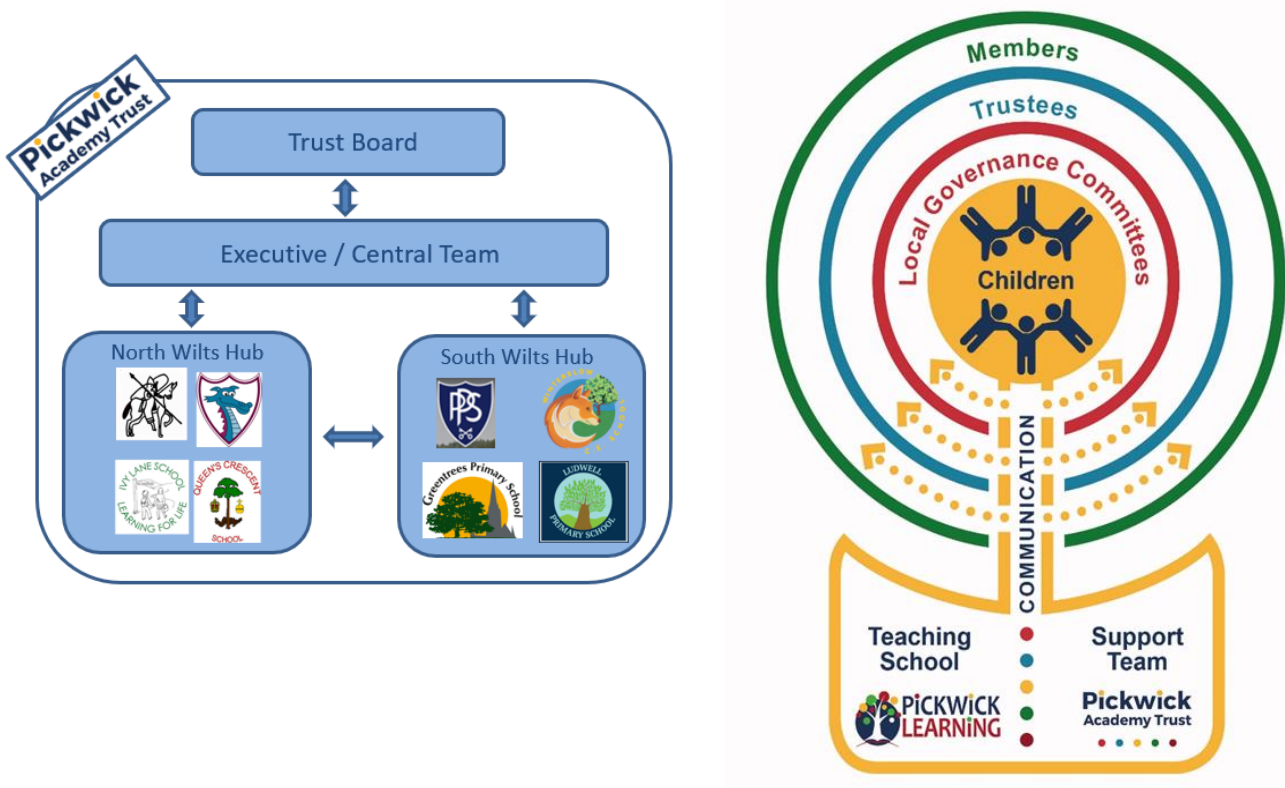 Pickwick
Academy Trust
Trust Board
Executive / Central Team
North Wilts Hub
IVY LANE SCHOOL
LEARNING FOR LIFE
QUEEN'S CRESCENT
SCHOOL
South Wilts Hub
PPS
Greentrees Primary School
LUDWELL
PRIMARY SCHOOL
Members
Trustees
Local Governance Committees
Children
COMMUNICATION
Teaching
School
PiCKWiCK
LEARNiNG
Support
Team
Pickwick
Academy Trust